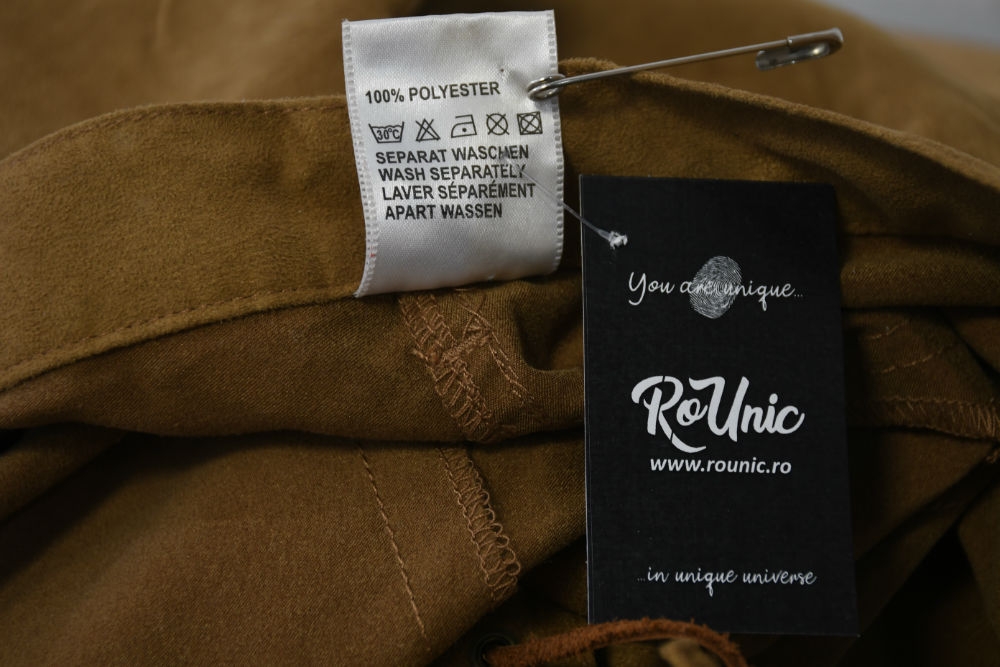 100% POLYESTER
30°C
SEPARAT WASCHEN
WASH SEPARATELY
LAVER SÉPARÉMENT
APART WASSEN
You are unique...
RoUnic
www.rounic.ro
...in unique universe